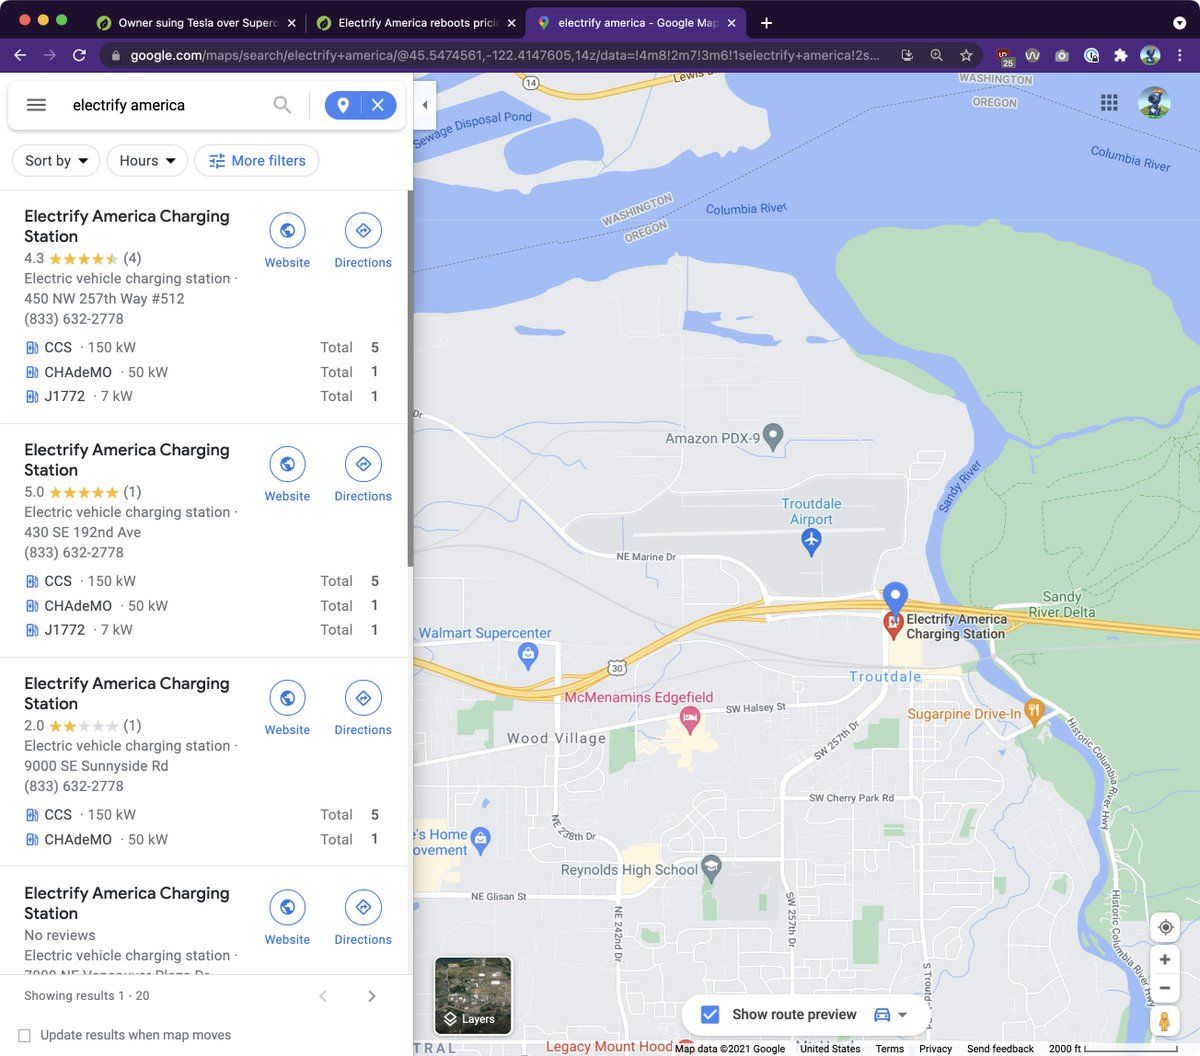 Owner suing Tesla over Superc
Electrify America reboots pricin
electrify america - Google Map
google.com/maps/search/electrify+america/@45.5474561,-122.4147605,14z/data=!4m8!2m7!3m6!1selectrify+america!2s...
25
electrify america
Sort by
Hours
More filters
Electrify America Charging
Station
4.3 (4)
Electric vehicle charging station ·
450 NW 257th Way #512
(833) 632-2778
Website
Directions
CCS · 150 kW Total 5
CHAdeMO · 50 kW Total 1
J1772 · 7 kW Total 1
Electrify America Charging
Station
5.0 (1)
Electric vehicle charging station ·
430 SE 192nd Ave
(833) 632-2778
Website
Directions
CCS · 150 kW Total 5
CHAdeMO · 50 kW Total 1
J1772 · 7 kW Total 1
Electrify America Charging
Station
2.0 (1)
Electric vehicle charging station ·
9000 SE Sunnyside Rd
(833) 632-2778
Website
Directions
CCS · 150 kW Total 5
CHAdeMO · 50 kW Total 1
Electrify America Charging
Station
No reviews
Electric vehicle charging station ·
Website
Directions
Showing results 1 - 20
Update results when map moves
14
Lewis
WASHINGTON
OREGON
Sewage Disposal Pond
Columbia River
WASHINGTON
OREGON
Columbia River
Dr
Amazon PDX-9
Sandy River
Troutdale
Airport
NE Marine Dr
Sandy
River Delta
Electrify America
Charging Station
Walmart Supercenter
30
Troutdale
McMenamins Edgefield
SW Halsey St
Sugarpine Drive-In
Wood Village
SW 257th Dr
Historic Columbia River Hwy
SW Cherry Park Rd
NE 238th Dr
e's Home
ovement
Reynolds High School
NE Glisan St
NE 242nd Dr
SW 257th Dr
S Troutdal
Historic Columbia River Hwy
Layers
Show route preview
TRAL
Legacy Mount Hood
Map data ©2021 Google
United States
Terms
Privacy
Send feedback
2000 ft